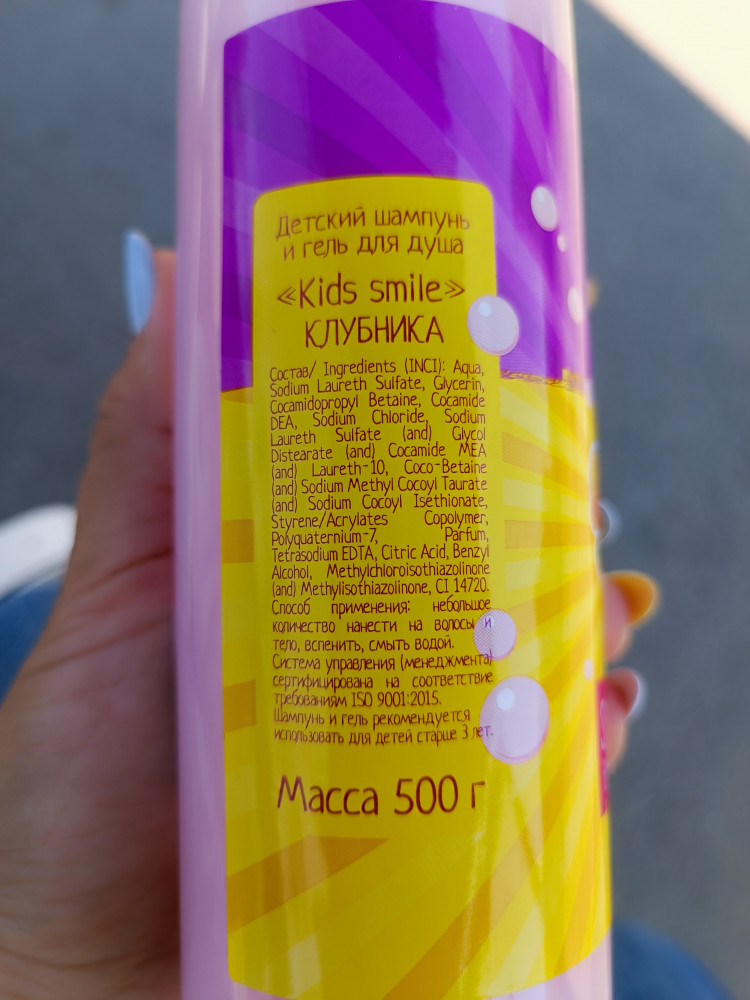 Детский шампунь
и гель для душа
«Kids smile»
КЛУБНИКА
Состав/ Ingredients (INCI): Aqua,
Sodium Laureth Sulfate, Glycerin,
Cocamidopropyl Betaine, Cocamide
DEA, Sodium Chloride, Sodium
Laureth Sulfate (and) Glycol
Distearate (and) Cocamide MEA
(and) Laureth-10, Coco-Betaine
(and) Sodium Methyl Cocoyl Taurate
(and) Sodium Cocoyl Isethionate,
Styrene/Acrylates Copolymer,
Polyquaternium-7, Parfum,
Tetrasodium EDTA, Citric Acid, Benzyl
Alcohol, Methylchloroisothiazolinone
(and) Methylisothiazolinone, CI 14720.
Способ применения: небольшое
количество нанести на волосы и
тело, вспенить, смыть водой.
Система управления (менеджмента)
сертифицирована на соответствие
требованиям ISO 9001:2015.
Шампунь и гель рекомендуется
использовать для детей старше 3 лет.
Масса 500 г